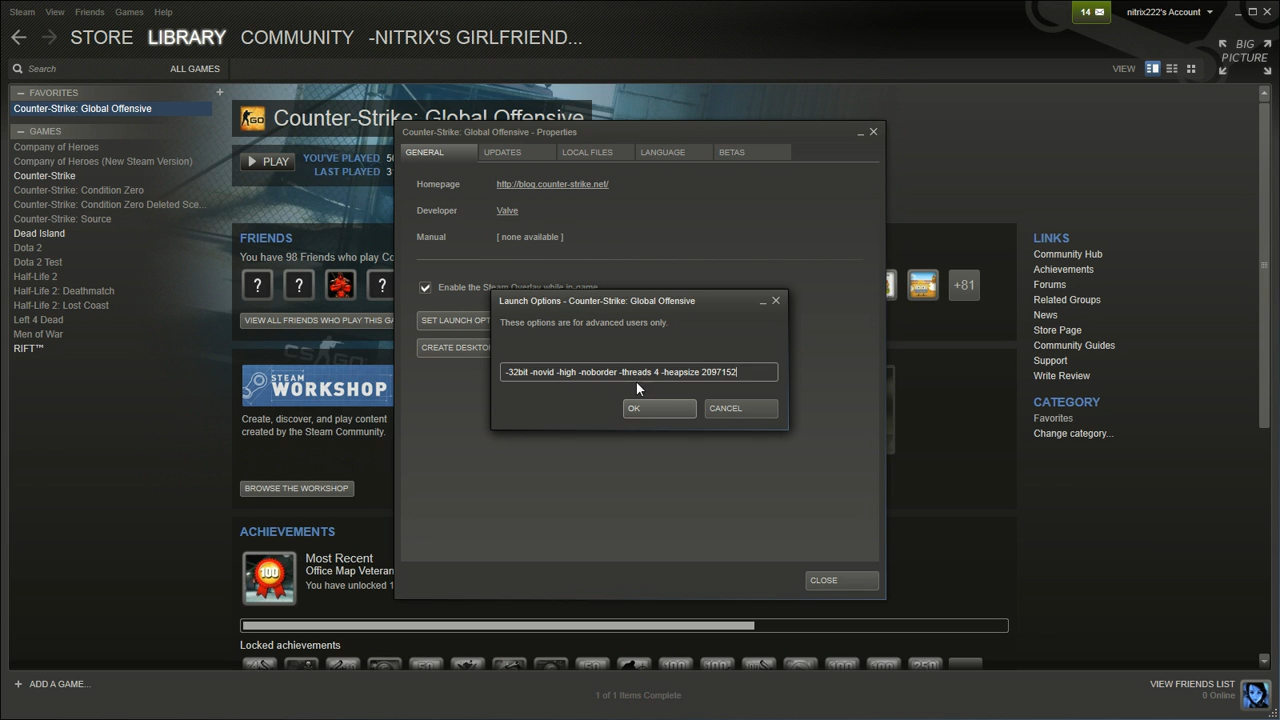 Steam View Friends Games Help
14
nitrix222's Account
STORE LIBRARY COMMUNITY -NITRIX'S GIRLFRIEND...
BIG PICTURE
Search ALL GAMES
VIEW
FAVORITES
Counter-Strike: Global Offensive
GAMES
Company of Heroes
Company of Heroes (New Steam Version)
Counter-Strike
Counter-Strike: Condition Zero
Counter-Strike: Condition Zero Deleted Sce...
Counter-Strike: Source
Dead Island
Dota 2
Dota 2 Test
Half-Life 2
Half-Life 2: Deathmatch
Half-Life 2: Lost Coast
Left 4 Dead
Men of War
RIFT™
GO
Counter-Strike: Global Offensive
PLAY
YOU'VE PLAYED
LAST PLAYED
FRIENDS
You have 98 Friends who play
? ? ?
+81
VIEW ALL FRIENDS WHO PLAY THIS
STEAM WORKSHOP
Create, discover, and play content
created by the Steam Community.
BROWSE THE WORKSHOP
ACHIEVEMENTS
100
Most Recent
Office Map Veteran
You have unlocked
Locked achievements
Counter-Strike: Global Offensive - Properties
GENERAL UPDATES LOCAL FILES LANGUAGE BETAS
Homepage http://blog.counter-strike.net/
Developer Valve
Manual [ none available ]
Enable the Steam Overlay while in-game
SET LAUNCH
CREATE
CLOSE
Launch Options - Counter-Strike: Global Offensive
These options are for advanced users only.
-32bit -novid -high -noborder -threads 4 -heapsize 2097152
OK CANCEL
LINKS
Community Hub
Achievements
Forums
Related Groups
News
Store Page
Community Guides
Support
Write Review
CATEGORY
Favorites
Change category...
ADD A GAME...
1 of 1 Items Complete
VIEW FRIENDS LIST
0 Online